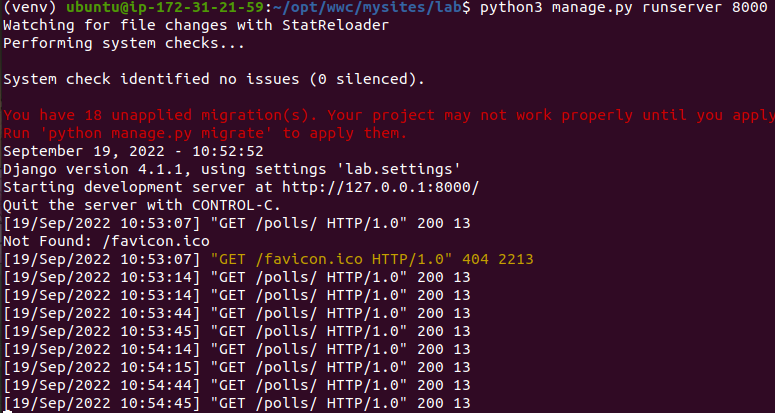 (venv) ubuntu@ip-172-31-21-59:~/opt/wwc/mysites/lab$ python3 manage.py runserver 8000
Watching for file changes with StatReloader
Performing system checks...
System check identified no issues (0 silenced).
You have 18 unapplied migration(s). Your project may not work properly until you apply
Run 'python manage.py migrate' to apply them.
September 19, 2022 - 10:52:52
Django version 4.1.1, using settings 'lab.settings'
Starting development server at http://127.0.0.1:8000/
Quit the server with CONTROL-C.
[19/Sep/2022 10:53:07] "GET /polls/ HTTP/1.0" 200 13
Not Found: /favicon.ico
[19/Sep/2022 10:53:07] "GET /favicon.ico HTTP/1.0" 404 2213
[19/Sep/2022 10:53:14] "GET /polls/ HTTP/1.0" 200 13
[19/Sep/2022 10:53:14] "GET /polls/ HTTP/1.0" 200 13
[19/Sep/2022 10:53:44] "GET /polls/ HTTP/1.0" 200 13
[19/Sep/2022 10:53:45] "GET /polls/ HTTP/1.0" 200 13
[19/Sep/2022 10:54:14] "GET /polls/ HTTP/1.0" 200 13
[19/Sep/2022 10:54:15] "GET /polls/ HTTP/1.0" 200 13
[19/Sep/2022 10:54:44] "GET /polls/ HTTP/1.0" 200 13
[19/Sep/2022 10:54:45] "GET /polls/ HTTP/1.0" 200 13